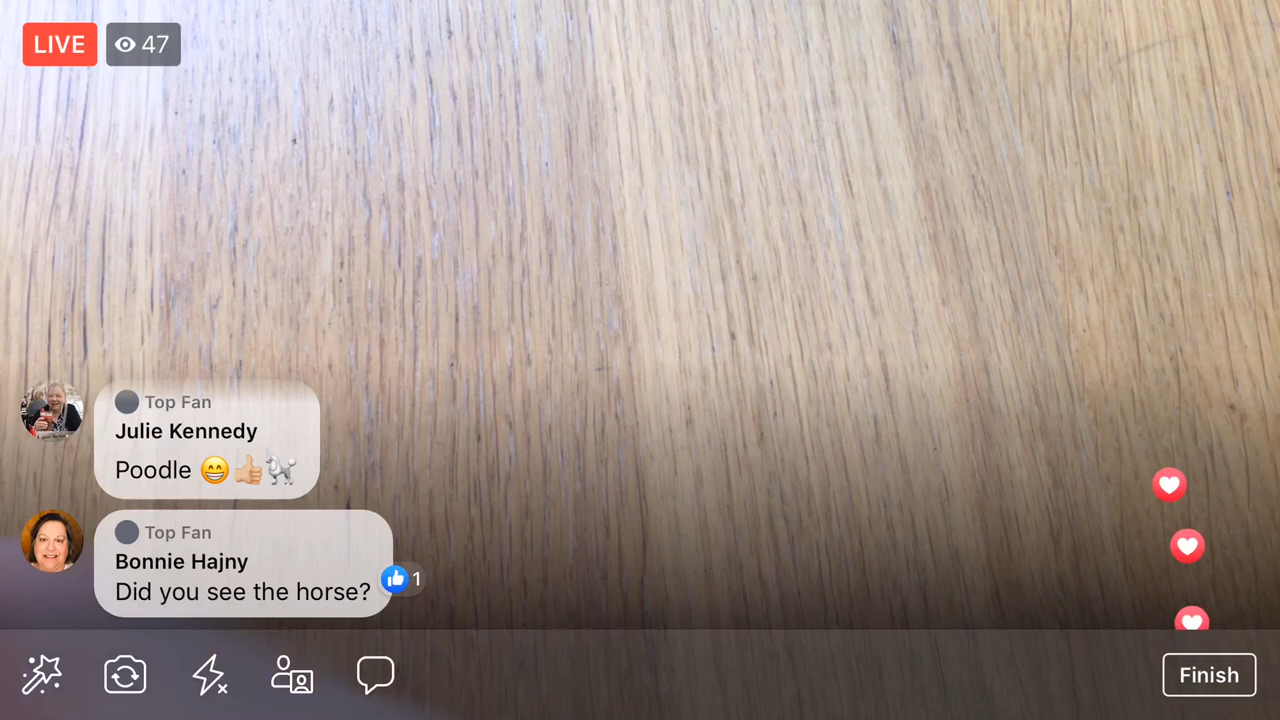 LIVE 47
Top Fan
Julie Kennedy
Poodle 😁👍🏼🐩
Top Fan
Bonnie Hajny
Did you see the horse? 1
Finish